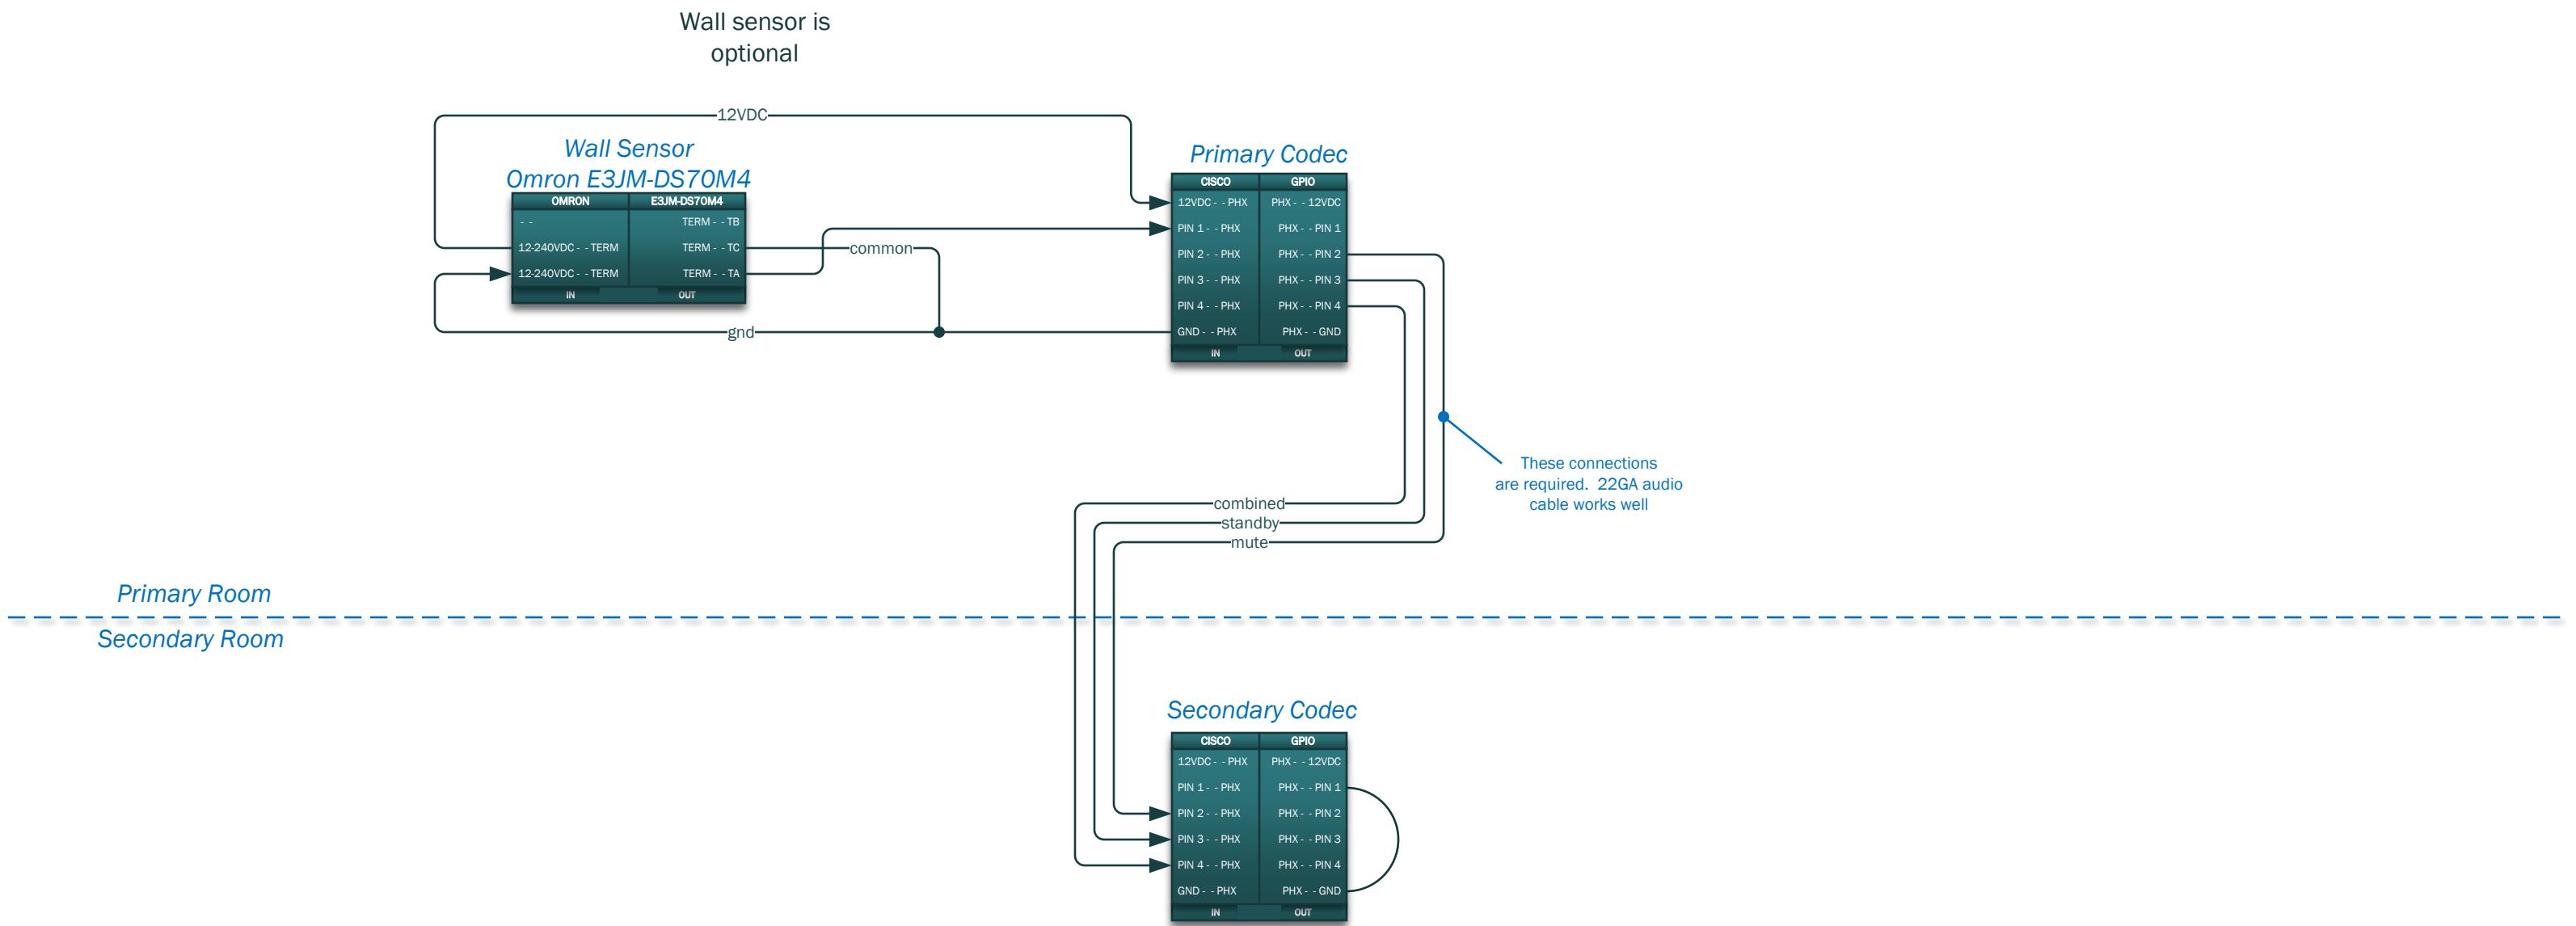 Wall sensor is
optional
12VDC
Wall Sensor
Omron E3JM-DS70M4
OMRON E3JM-DS70M4
- - TERM - - TB
12-240VDC - - TERM TERM - - TC
12-240VDC - - TERM TERM - - TA
IN OUT
common
gnd
Primary Codec
CISCO GPIO
12VDC - - PHX PHX - - 12VDC
PIN 1 - - PHX PHX - - PIN 1
PIN 2 - - PHX PHX - - PIN 2
PIN 3 - - PHX PHX - - PIN 3
PIN 4 - - PHX PHX - - PIN 4
GND - - PHX PHX - - GND
IN OUT
These connections
are required.  22GA audio
cable works well
combined
standby
mute
Primary Room
Secondary Room
Secondary Codec
CISCO GPIO
12VDC - - PHX PHX - - 12VDC
PIN 1 - - PHX PHX - - PIN 1
PIN 2 - - PHX PHX - - PIN 2
PIN 3 - - PHX PHX - - PIN 3
PIN 4 - - PHX PHX - - PIN 4
GND - - PHX PHX - - GND
IN OUT